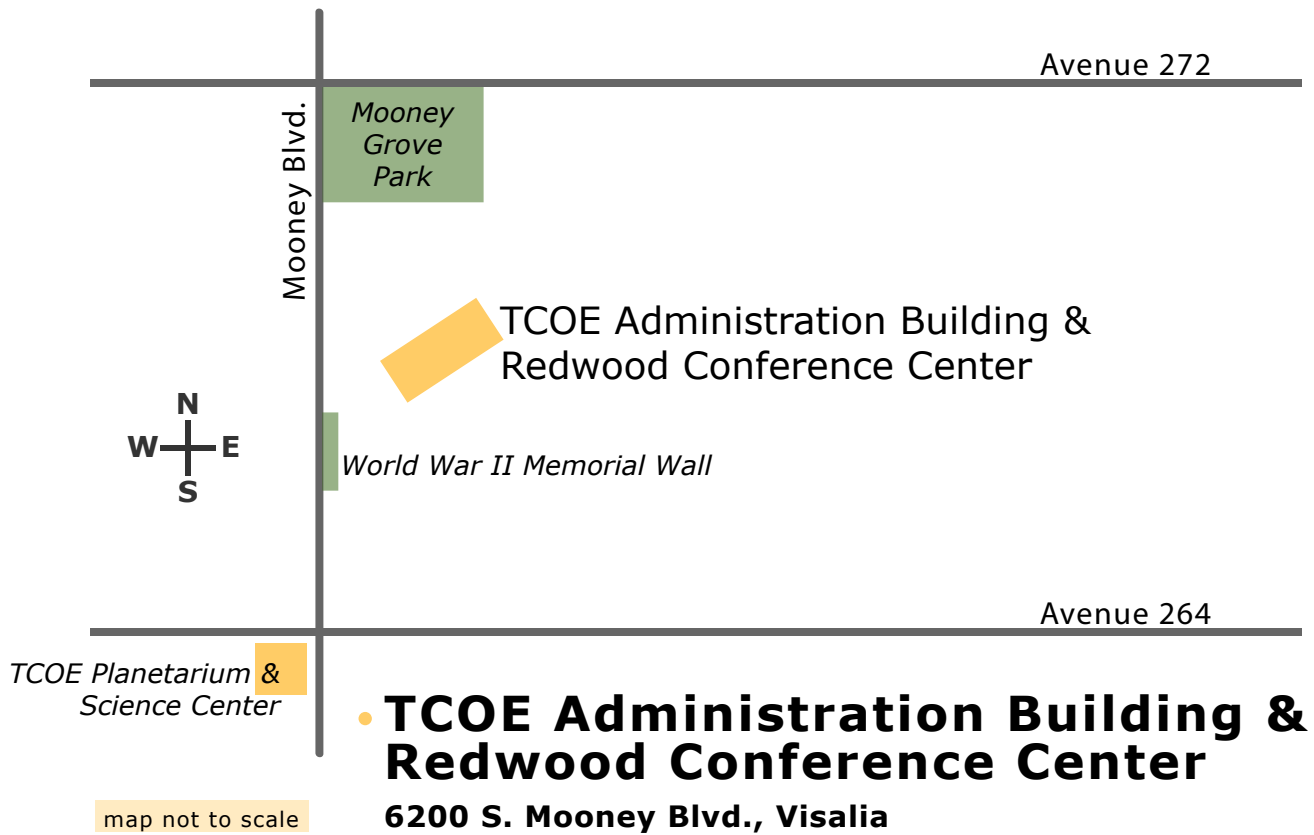 Avenue 272
Mooney Blvd.
Mooney
Grove
Park
TCOE Administration Building &
Redwood Conference Center
N
W E
S
World War II Memorial Wall
Avenue 264
TCOE Planetarium &
Science Center
• TCOE Administration Building &
Redwood Conference Center
6200 S. Mooney Blvd., Visalia
map not to scale